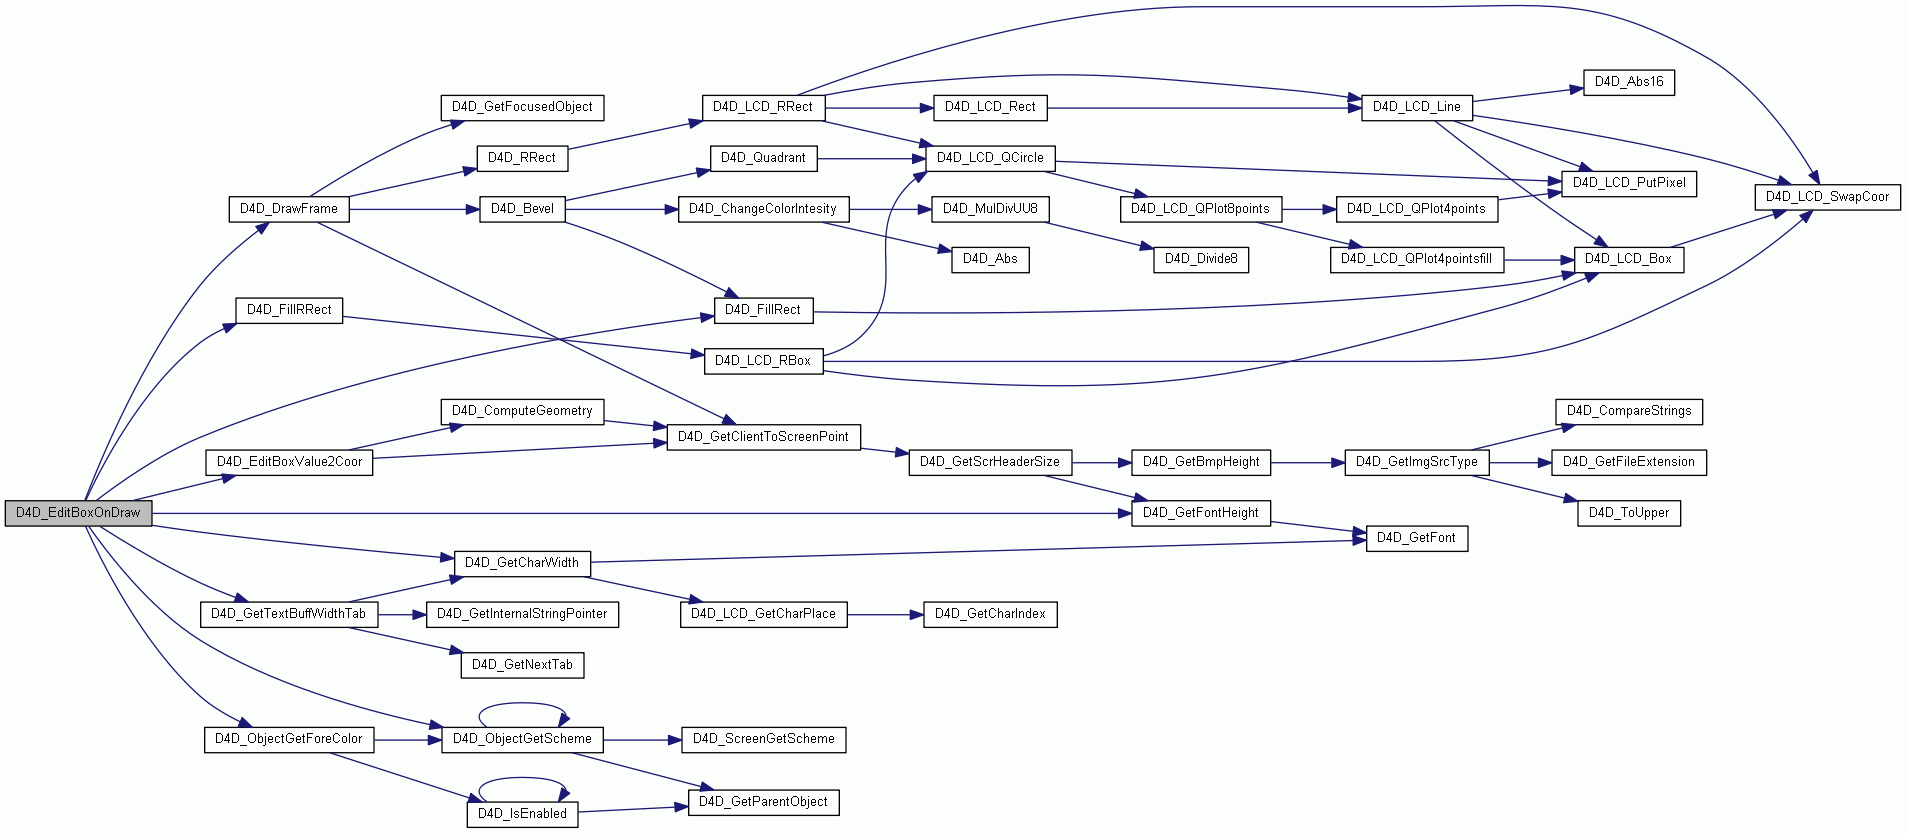 D4D_Abs16
D4D_GetFocusedObject
D4D_LCD_RRect
D4D_LCD_Rect
D4D_LCD_Line
D4D_RRect
D4D_Quadrant
D4D_LCD_QCircle
D4D_LCD_PutPixel
D4D_LCD_SwapCoor
D4D_DrawFrame
D4D_Bevel
D4D_ChangeColorIntesity
D4D_MulDivUU8
D4D_LCD_QPlot8points
D4D_LCD_QPlot4points
D4D_Abs
D4D_Divide8
D4D_LCD_QPlot4pointsfill
D4D_LCD_Box
D4D_FillRRect
D4D_FillRect
D4D_LCD_RBox
D4D_ComputeGeometry
D4D_CompareStrings
D4D_GetClientToScreenPoint
D4D_EditBoxValue2Coor
D4D_GetScrHeaderSize
D4D_GetBmpHeight
D4D_GetImgSrcType
D4D_GetFileExtension
D4D_EditBoxOnDraw
D4D_GetFontHeight
D4D_ToUpper
D4D_GetFont
D4D_GetCharWidth
D4D_GetTextBuffWidthTab
D4D_GetInternalStringPointer
D4D_LCD_GetCharPlace
D4D_GetCharIndex
D4D_GetNextTab
D4D_ObjectGetForeColor
D4D_ObjectGetScheme
D4D_ScreenGetScheme
D4D_GetParentObject
D4D_IsEnabled